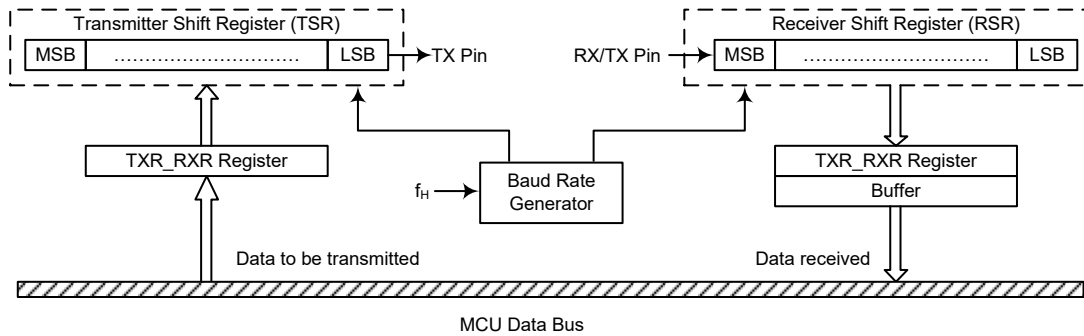 Transmitter Shift Register (TSR)
MSB ………………………… LSB
TX Pin
Receiver Shift Register (RSR)
RX/TX Pin
MSB ………………………… LSB
TXR_RXR Register
fH
Baud Rate
Generator
TXR_RXR Register
Buffer
Data to be transmitted
Data received
MCU Data Bus